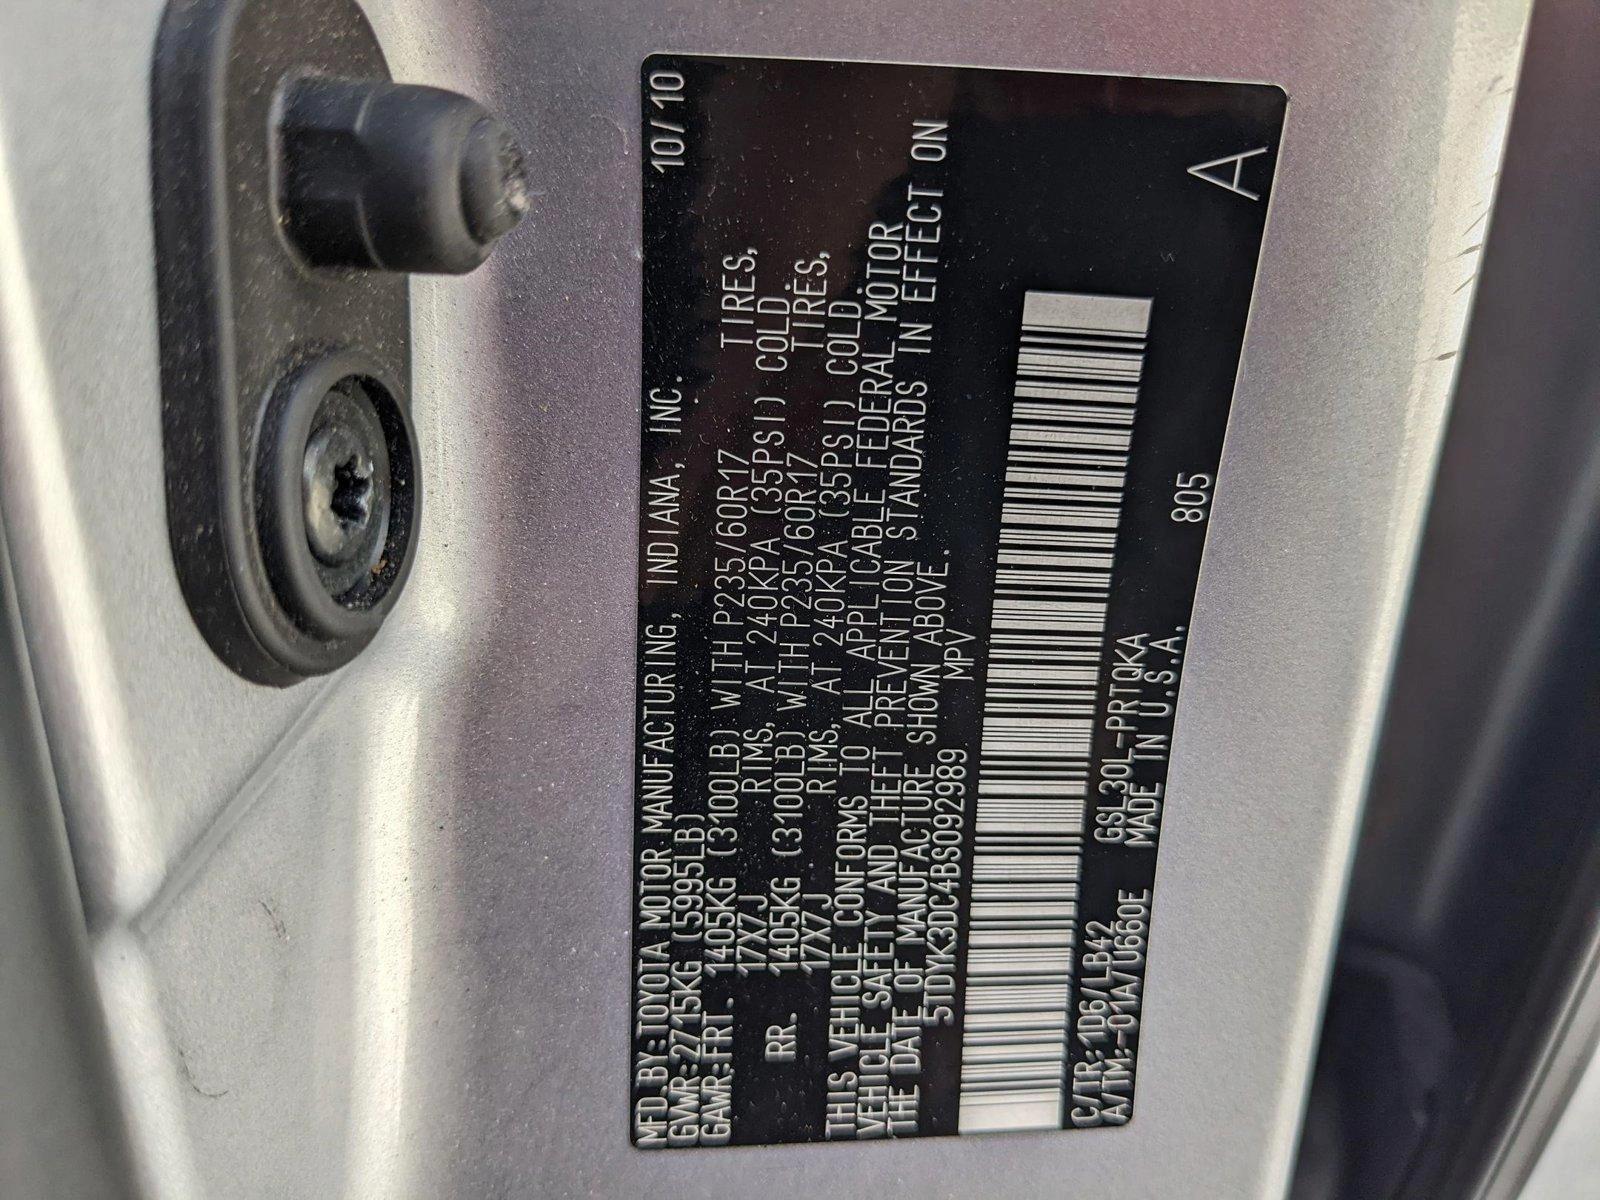 MFD.BY:TOYOTA MOTOR MANUFACTURING, INDIANA, INC. 10/10
GVWR:2715KG (5995LB)
GAWR:FRT. 1405KG (3100LB) WITH P235/60R17 TIRES,
17X7J RIMS, AT 240KPA (35PSI) COLD.
RR. 1405KG (3100LB) WITH P235/60R17 TIRES,
17X7J RIMS, AT 240KPA (35PSI) COLD.
THIS VEHICLE CONFORMS TO ALL APPLICABLE FEDERAL MOTOR
VEHICLE SAFETY AND THEFT PREVENTION STANDARDS IN EFFECT ON
THE DATE OF MANUFACTURE SHOWN ABOVE.
5TDYK3DC4BS092989 MPV
C/TR:1D6/LB42 GSL30L-PRTQKA
A/TM:-01A/U660E MADE IN U.S.A. 805
A